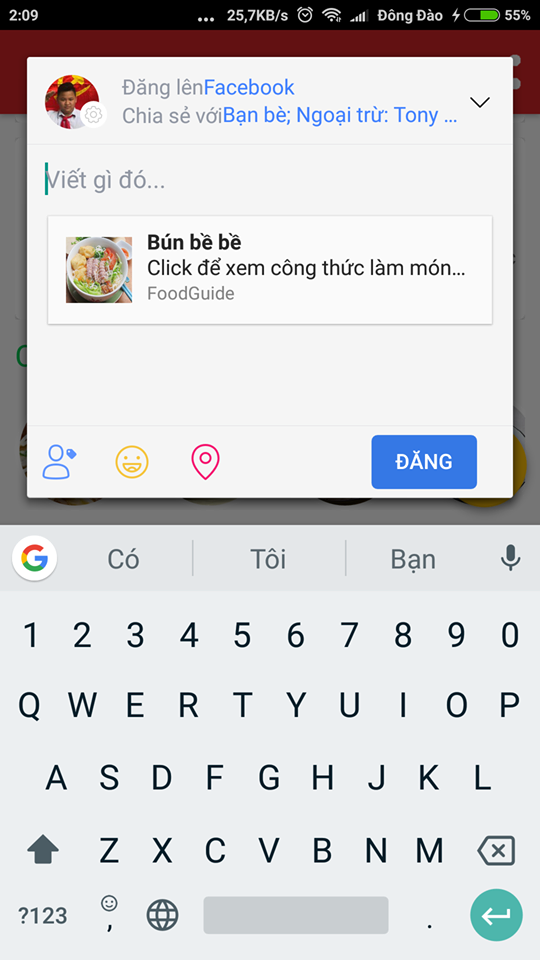 2:09
... 25,7KB/s Đông Đào 55%
Đăng lênFacebook
Chia sẻ vớiBạn bè; Ngoại trừ: Tony ...
Viết gì đó...
Bún bề bề
Click để xem công thức làm món...
FoodGuide
ĐĂNG
G Có Tôi Bạn
1 2 3 4 5 6 7 8 9 0
Q W E R T Y U I O P
A S D F G H J K L
Z X C V B N M
?123 , .